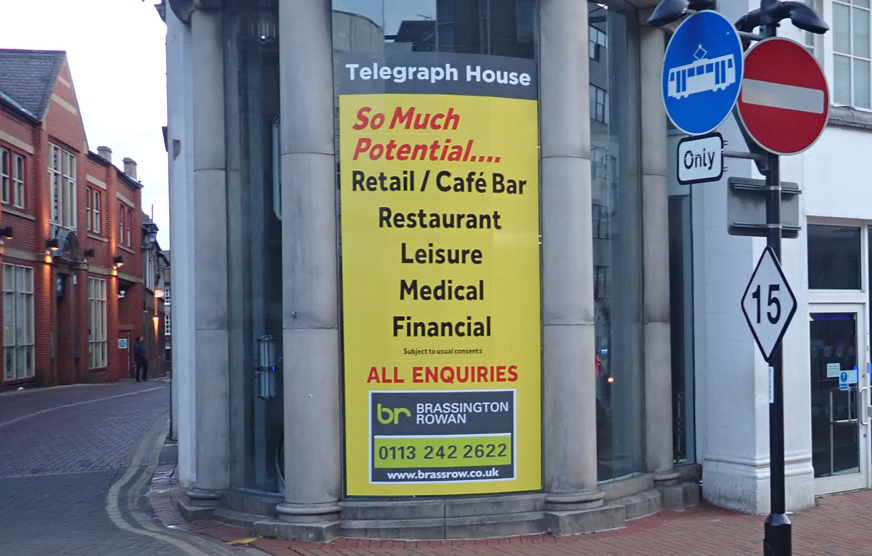 Telegraph House
So Much
Potential....
Retail / Café Bar
Restaurant
Leisure
Medical
Financial
Subject to usual consents
ALL ENQUIRIES
br BRASSINGTON
ROWAN
0113 242 2622
www.brassrow.co.uk
Only
15